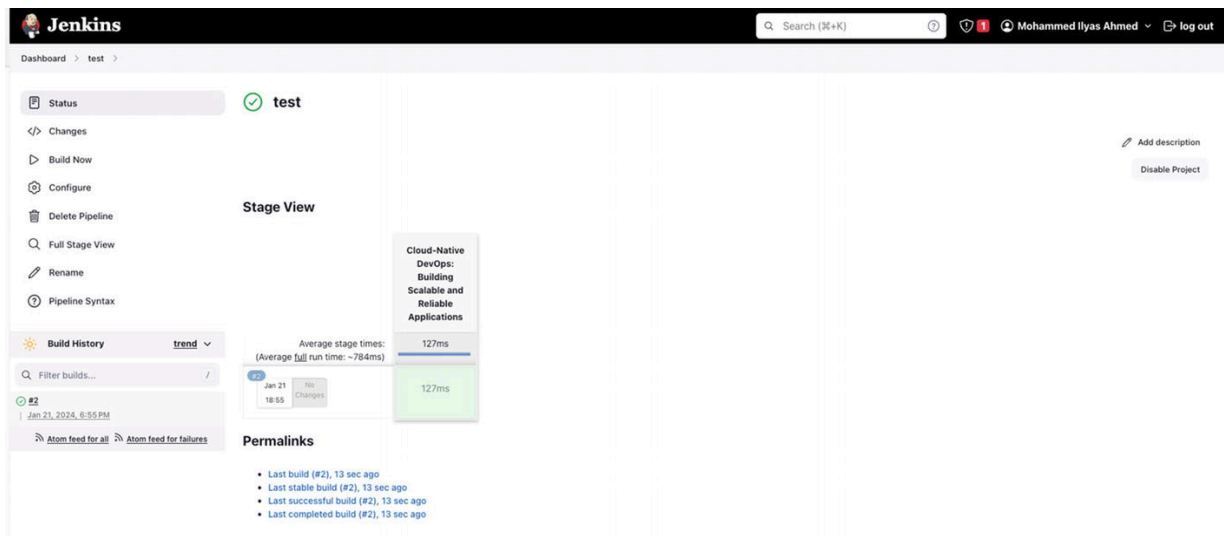 Jenkins
Search (⌘+K)
1
Mohammed Ilyas Ahmed
log out
Dashboard > test >
Status
Changes
Build Now
Configure
Delete Pipeline
Full Stage View
Rename
Pipeline Syntax
Build History
trend
Filter builds...
/
#2
Jan 21, 2024, 6:55 PM
Atom feed for all Atom feed for failures
test
Add description
Disable Project
Stage View
Cloud-Native
DevOps:
Building
Scalable and
Reliable
Applications
Average stage times:
127ms
(Average full run time: ~784ms)
#2
Jan 21
18:55
No
Changes
127ms
Permalinks
• Last build (#2), 13 sec ago
• Last stable build (#2), 13 sec ago
• Last successful build (#2), 13 sec ago
• Last completed build (#2), 13 sec ago